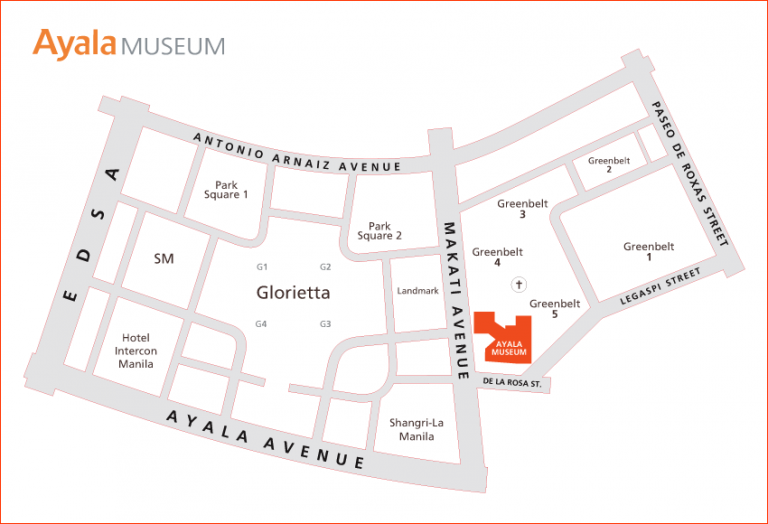 Ayala MUSEUM
ANTONIO ARNAIZ AVENUE
PASEO DE ROXAS STREET
EDSA
Park
Square 1
Greenbelt
2
Greenbelt
3
Park
Square 2
MAKATI AVENUE
Greenbelt
1
SM
Greenbelt
4
G1
G2
Glorietta
Landmark
LEGASPI STREET
Greenbelt
5
G4
G3
Hotel
Intercon
Manila
AYALA
MUSEUM
DE LA ROSA ST.
AYALA AVENUE
Shangri-La
Manila